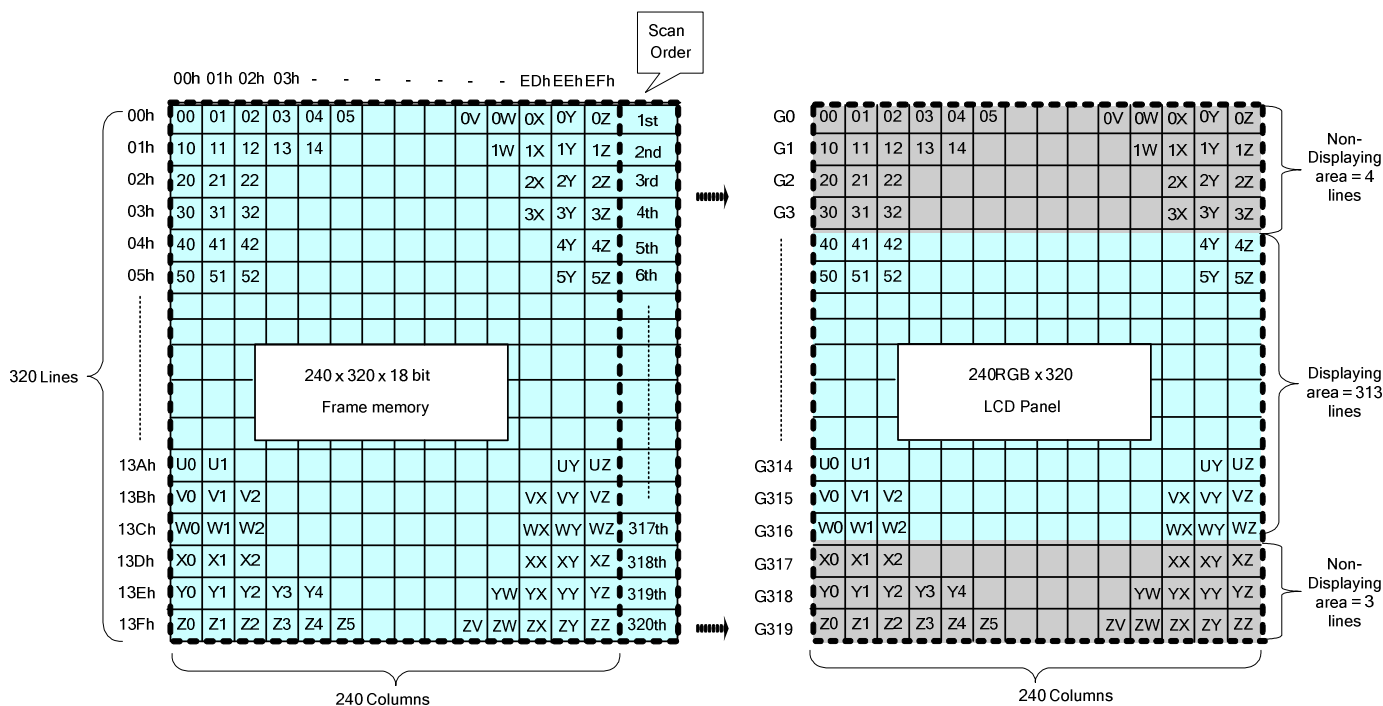 Scan
Order
00h 01h 02h 03h - - - - - - - EDh EEh EFh
00h 00 01 02 03 04 05 0V 0W 0X 0Y 0Z 1st
01h 10 11 12 13 14 1W 1X 1Y 1Z 2nd
02h 20 21 22 2X 2Y 2Z 3rd
03h 30 31 32 3X 3Y 3Z 4th
04h 40 41 42 4Y 4Z 5th
05h 50 51 52 5Y 5Z 6th
320 Lines
240 x 320 x 18 bit
Frame memory
13Ah U0 U1 UY UZ
13Bh V0 V1 V2 VX VY VZ
13Ch W0 W1 W2 WX WY WZ 317th
13Dh X0 X1 X2 XX XY XZ 318th
13Eh Y0 Y1 Y2 Y3 Y4 YW YX YY YZ 319th
13Fh Z0 Z1 Z2 Z3 Z4 Z5 ZV ZW ZX ZY ZZ 320th
240 Columns
G0 00 01 02 03 04 05 0V 0W 0X 0Y 0Z
G1 10 11 12 13 14 1W 1X 1Y 1Z
G2 20 21 22 2X 2Y 2Z
G3 30 31 32 3X 3Y 3Z
40 41 42 4Y 4Z
50 51 52 5Y 5Z
240RGB x 320
LCD Panel
G314 U0 U1 UY UZ
G315 V0 V1 V2 VX VY VZ
G316 W0 W1 W2 WX WY WZ
G317 X0 X1 X2 XX XY XZ
G318 Y0 Y1 Y2 Y3 Y4 YW YX YY YZ
G319 Z0 Z1 Z2 Z3 Z4 Z5 ZV ZW ZX ZY ZZ
240 Columns
Non-
Displaying
area = 4
lines
Displaying
area = 313
lines
Non-
Displaying
area = 3
lines